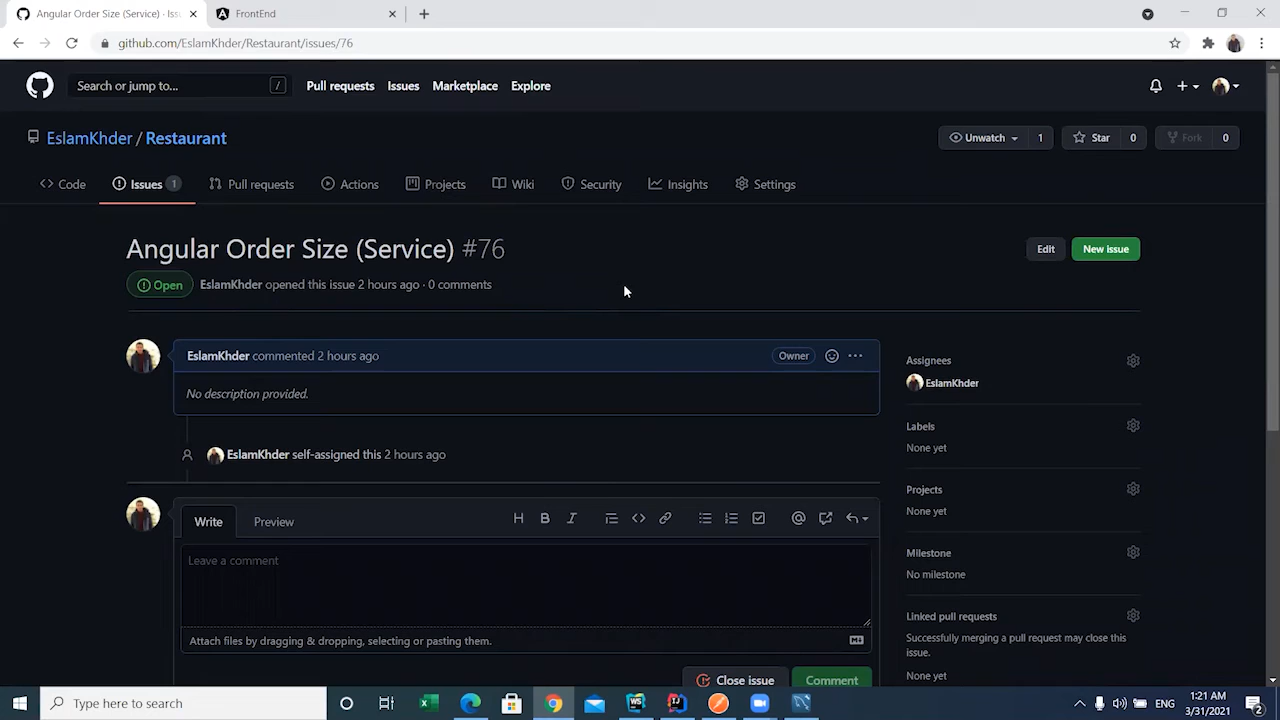 Angular Order Size (Service) · Iss
FrontEnd
github.com/EslamKhder/Restaurant/issues/76
Search or jump to...
/
Pull requests
Issues
Marketplace
Explore
EslamKhder / Restaurant
Unwatch
1
Star
0
Fork
0
Code
Issues
1
Pull requests
Actions
Projects
Wiki
Security
Insights
Settings
Angular Order Size (Service) #76
Edit
New issue
Open
EslamKhder opened this issue 2 hours ago · 0 comments
EslamKhder commented 2 hours ago
Owner
No description provided.
EslamKhder self-assigned this 2 hours ago
Write
Preview
Leave a comment
Attach files by dragging & dropping, selecting or pasting them.
Close issue
Comment
Assignees
EslamKhder
Labels
None yet
Projects
None yet
Milestone
No milestone
Linked pull requests
Successfully merging a pull request may close this
issue.
None yet
Type here to search
ENG
1:21 AM
3/31/2021
2